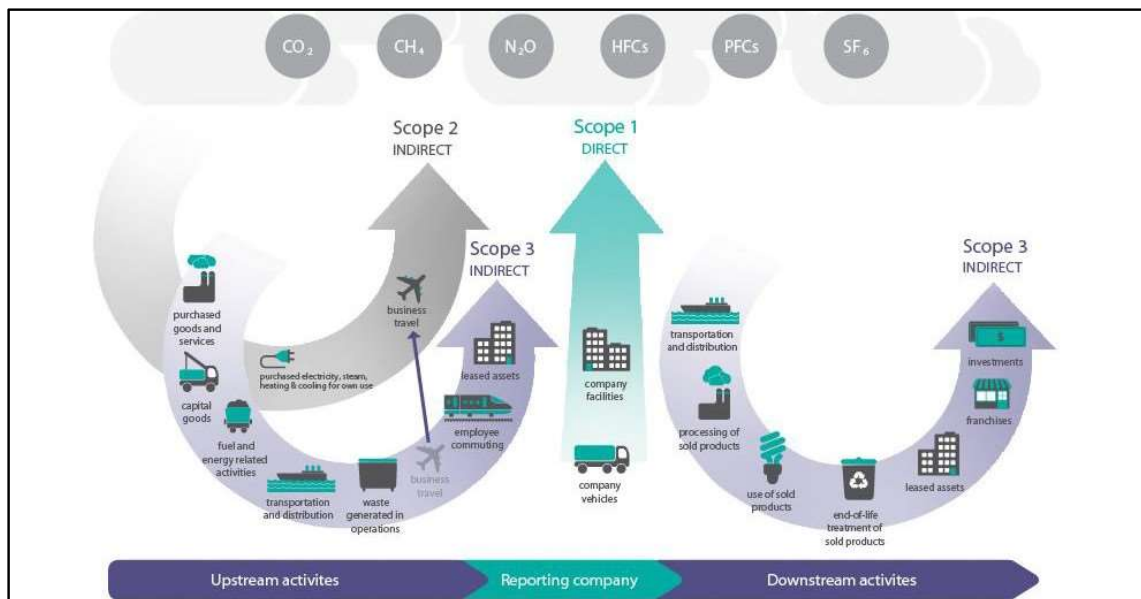 CO₂
CH₄
N₂O
HFCs
PFCs
SF₆
Scope 2
INDIRECT
Scope 1
DIRECT
Scope 3
INDIRECT
Scope 3
INDIRECT
purchased
goods and
services
capital
goods
fuel and
energy related
activities
purchased electricity, steam,
heating & cooling for own use
transportation
and distribution
waste
generated in
operations
business
travel
business
travel
employee
commuting
leased assets
company
facilities
company
vehicles
transportation
and distribution
processing of
sold products
use of sold
products
end-of-life
treatment of
sold products
leased assets
franchises
investments
$
Upstream activites
Reporting company
Downstream activites